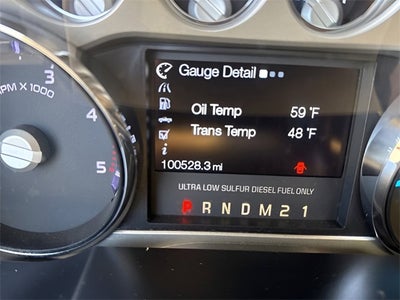 Gauge Detail
3
PM x 1000
4
Oil Temp 59 °F
Trans Temp 48 °F
5
100528.3 mi
ULTRA LOW SULFUR DIESEL FUEL ONLY
P R N D M 2 1